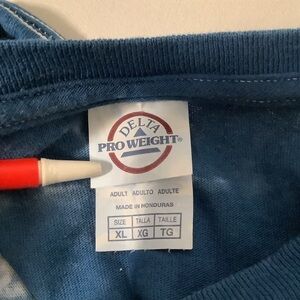 DELTA
PRO WEIGHT®
ADULT ADULTO ADULTE
MADE IN HONDURAS
SIZE TALLA TAILLE
XL XG TG